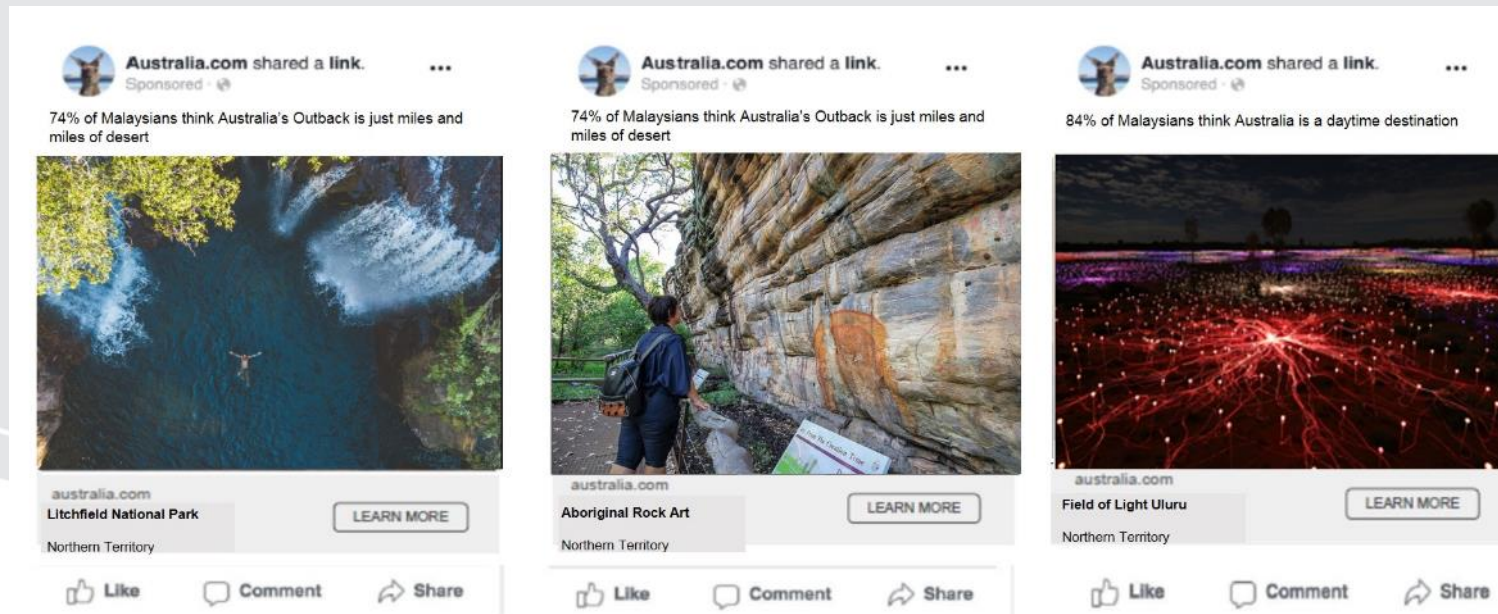 Australia.com shared a link.
Sponsored ·
74% of Malaysians think Australia's Outback is just miles and
miles of desert
australia.com
Litchfield National Park
LEARN MORE
Northern Territory
Like Comment Share
Australia.com shared a link.
Sponsored ·
74% of Malaysians think Australia's Outback is just miles and
miles of desert
australia.com
Aboriginal Rock Art
LEARN MORE
Northern Territory
Like Comment Share
Australia.com shared a link.
Sponsored ·
84% of Malaysians think Australia is a daytime destination
australia.com
Field of Light Uluru
LEARN MORE
Northern Territory
Like Comment Share